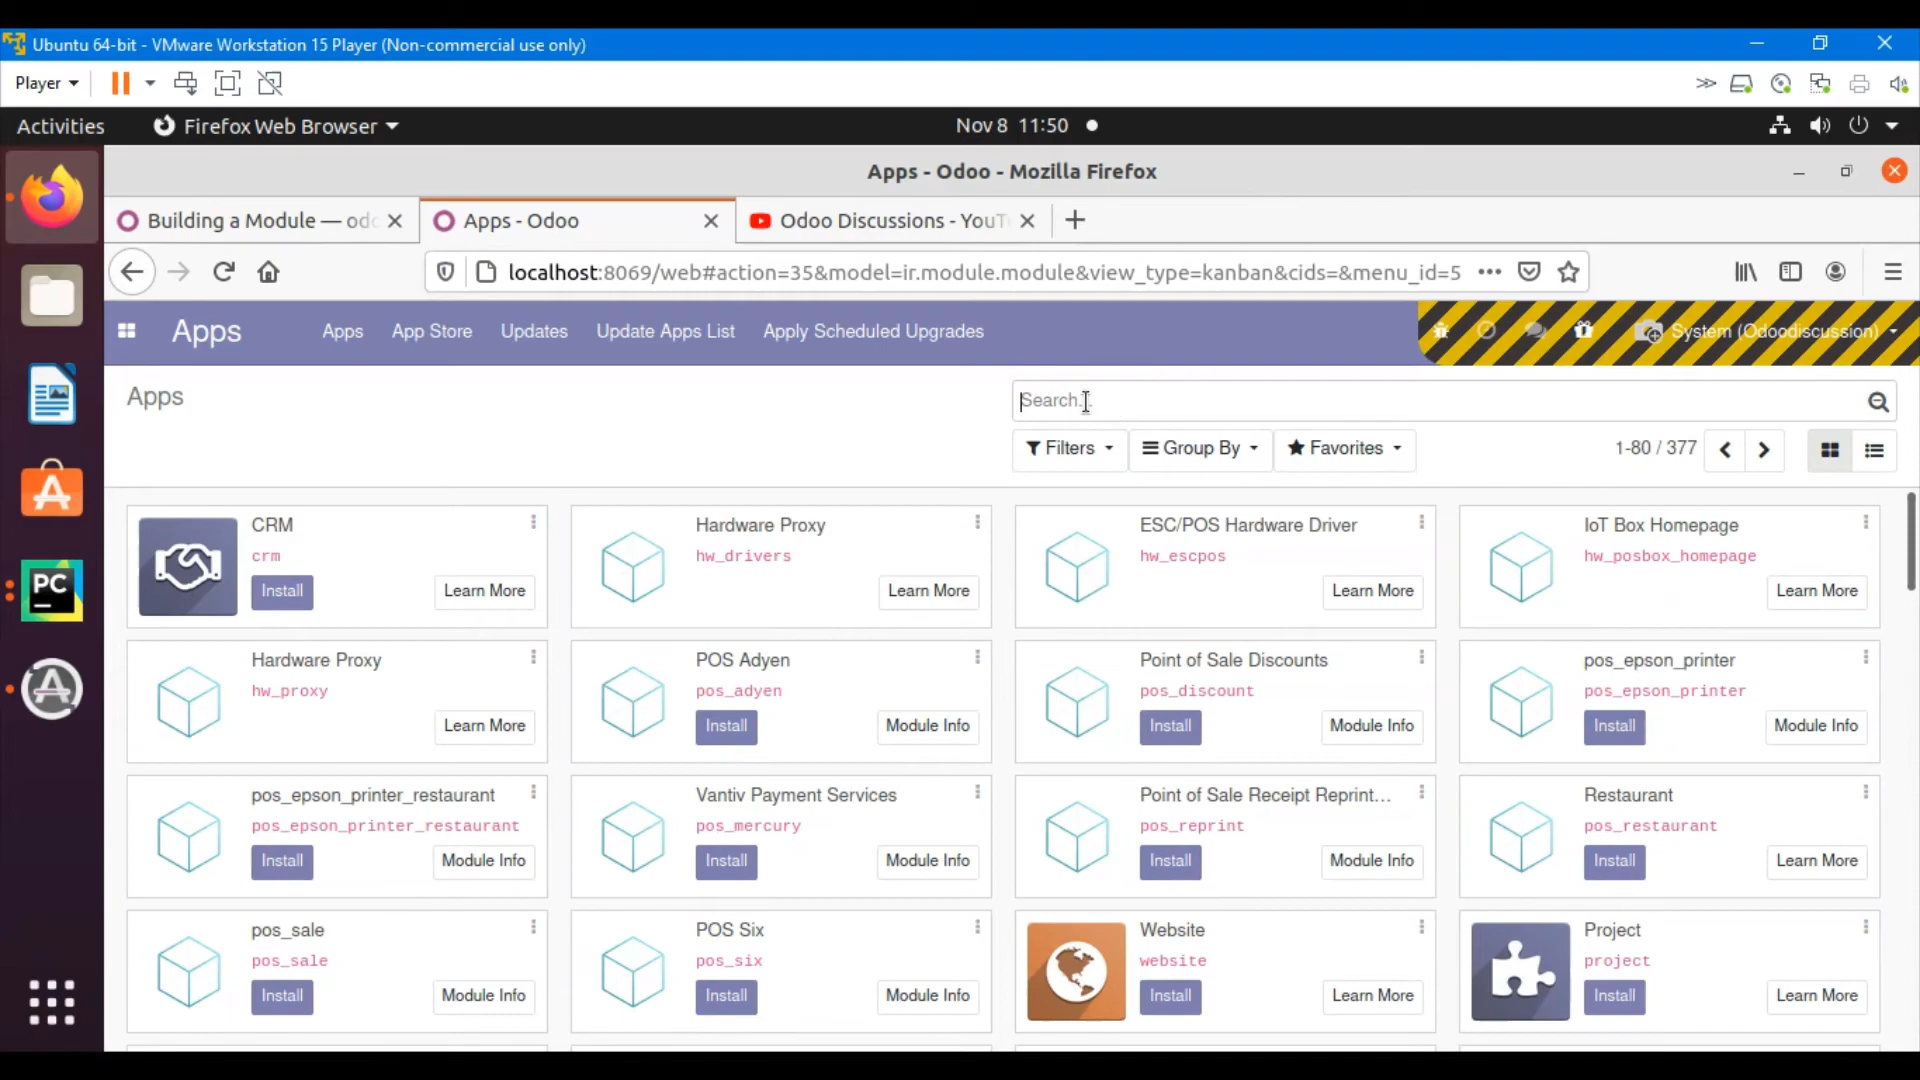 Ubuntu 64-bit - VMware Workstation 15 Player (Non-commercial use only)
Player
Activities
Firefox Web Browser
Nov 8 11:50
Apps - Odoo - Mozilla Firefox
Building a Module — odo
Apps - Odoo
Odoo Discussions - YouT
localhost:8069/web#action=35&model=ir.module.module&view_type=kanban&cids=&menu_id=5
Apps
Apps
App Store
Updates
Update Apps List
Apply Scheduled Upgrades
System (Odoodiscussion)
Apps
Search...
Filters
Group By
Favorites
1-80 / 377
CRM
crm
Install
Learn More
Hardware Proxy
hw_drivers
Learn More
ESC/POS Hardware Driver
hw_escpos
Learn More
IoT Box Homepage
hw_posbox_homepage
Learn More
Hardware Proxy
hw_proxy
Learn More
POS Adyen
pos_adyen
Install
Module Info
Point of Sale Discounts
pos_discount
Install
Module Info
pos_epson_printer
pos_epson_printer
Install
Module Info
pos_epson_printer_restaurant
pos_epson_printer_restaurant
Install
Module Info
Vantiv Payment Services
pos_mercury
Install
Module Info
Point of Sale Receipt Reprint...
pos_reprint
Install
Module Info
Restaurant
pos_restaurant
Install
Learn More
pos_sale
pos_sale
Install
Module Info
POS Six
pos_six
Install
Module Info
Website
website
Install
Learn More
Project
project
Install
Learn More
PC